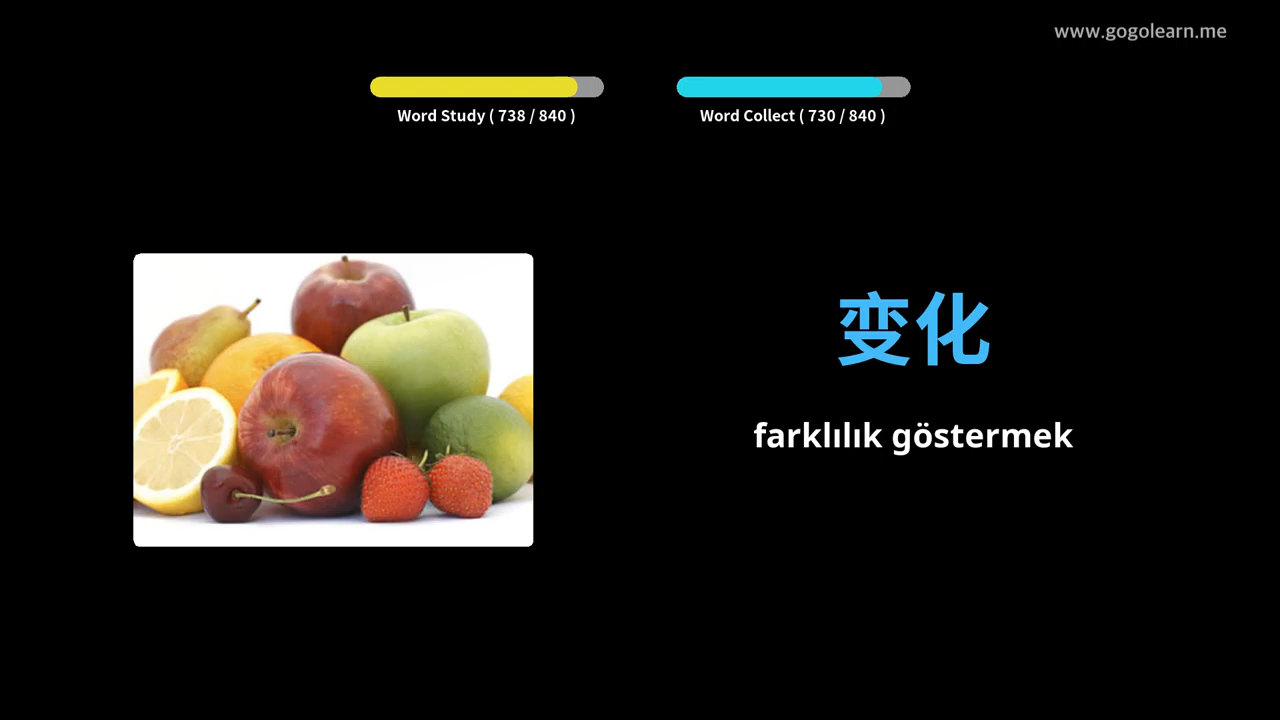 www.gogolearn.me
Word Study ( 738 / 840 )
Word Collect ( 730 / 840 )
变化
farklılık göstermek